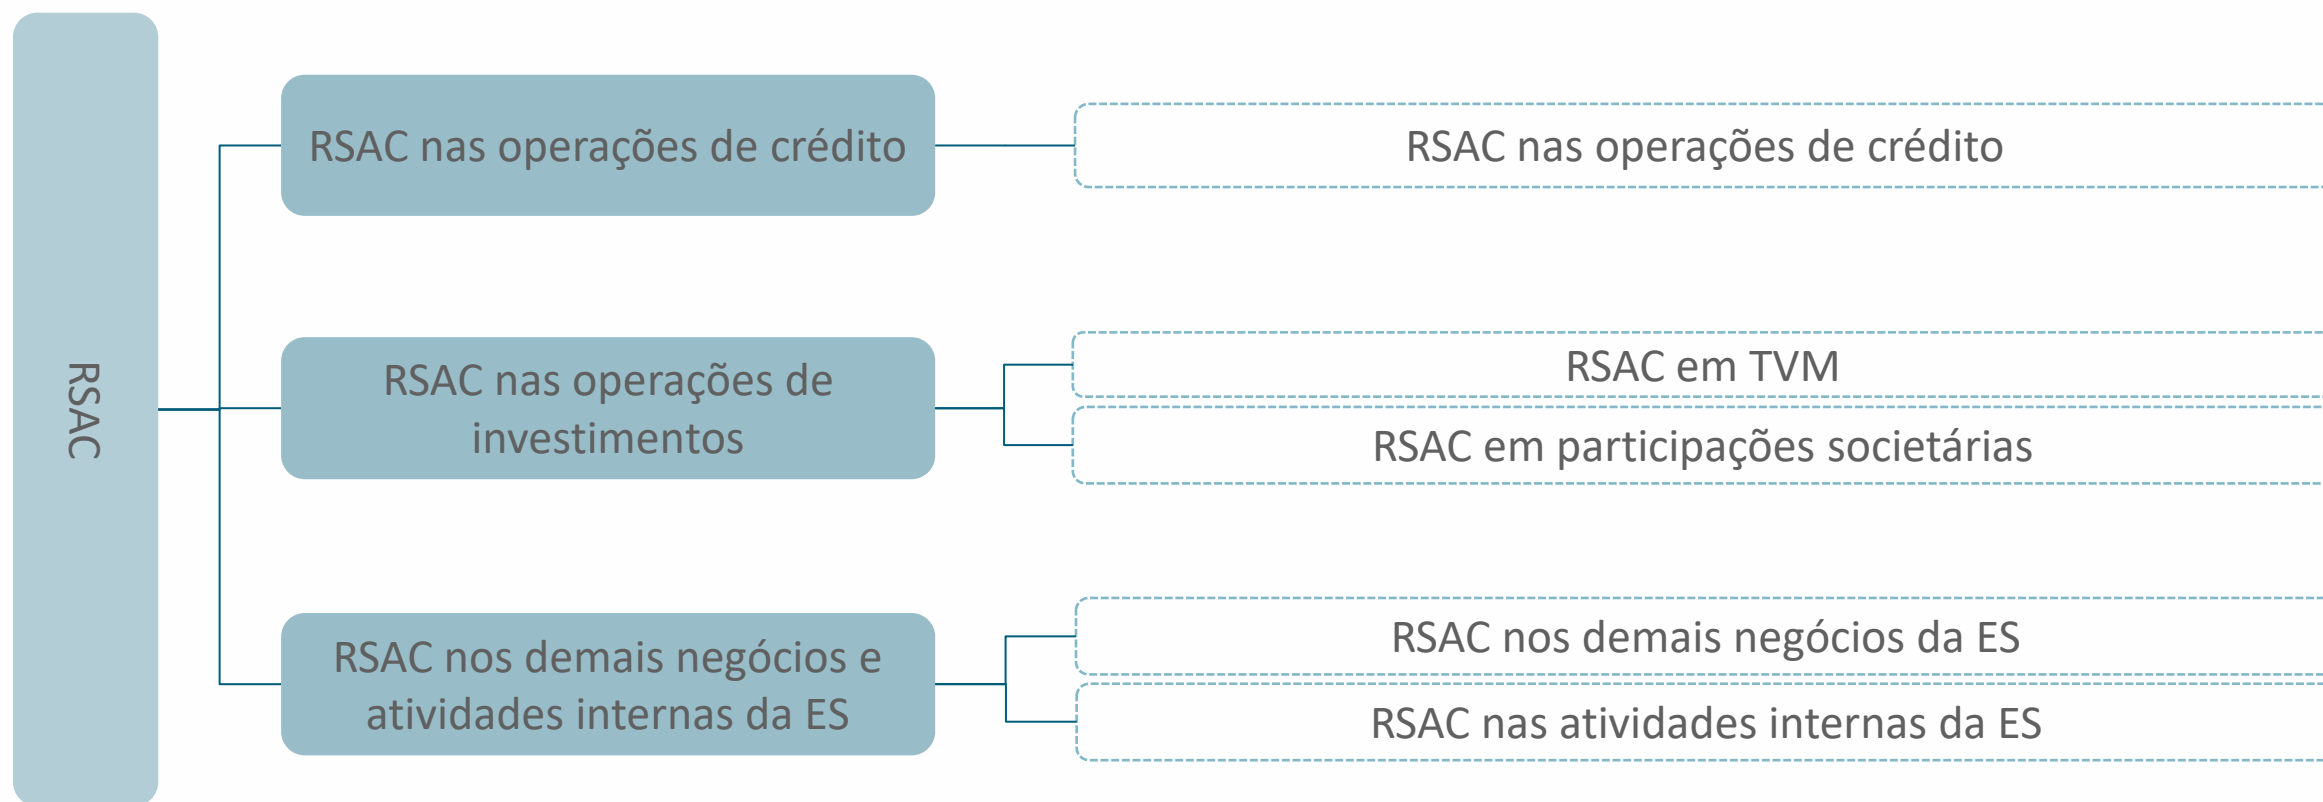 RSAC
RSAC nas operações de crédito
RSAC nas operações de crédito
RSAC nas operações de
investimentos
RSAC em TVM
RSAC em participações societárias
RSAC nos demais negócios e
atividades internas da ES
RSAC nos demais negócios da ES
RSAC nas atividades internas da ES